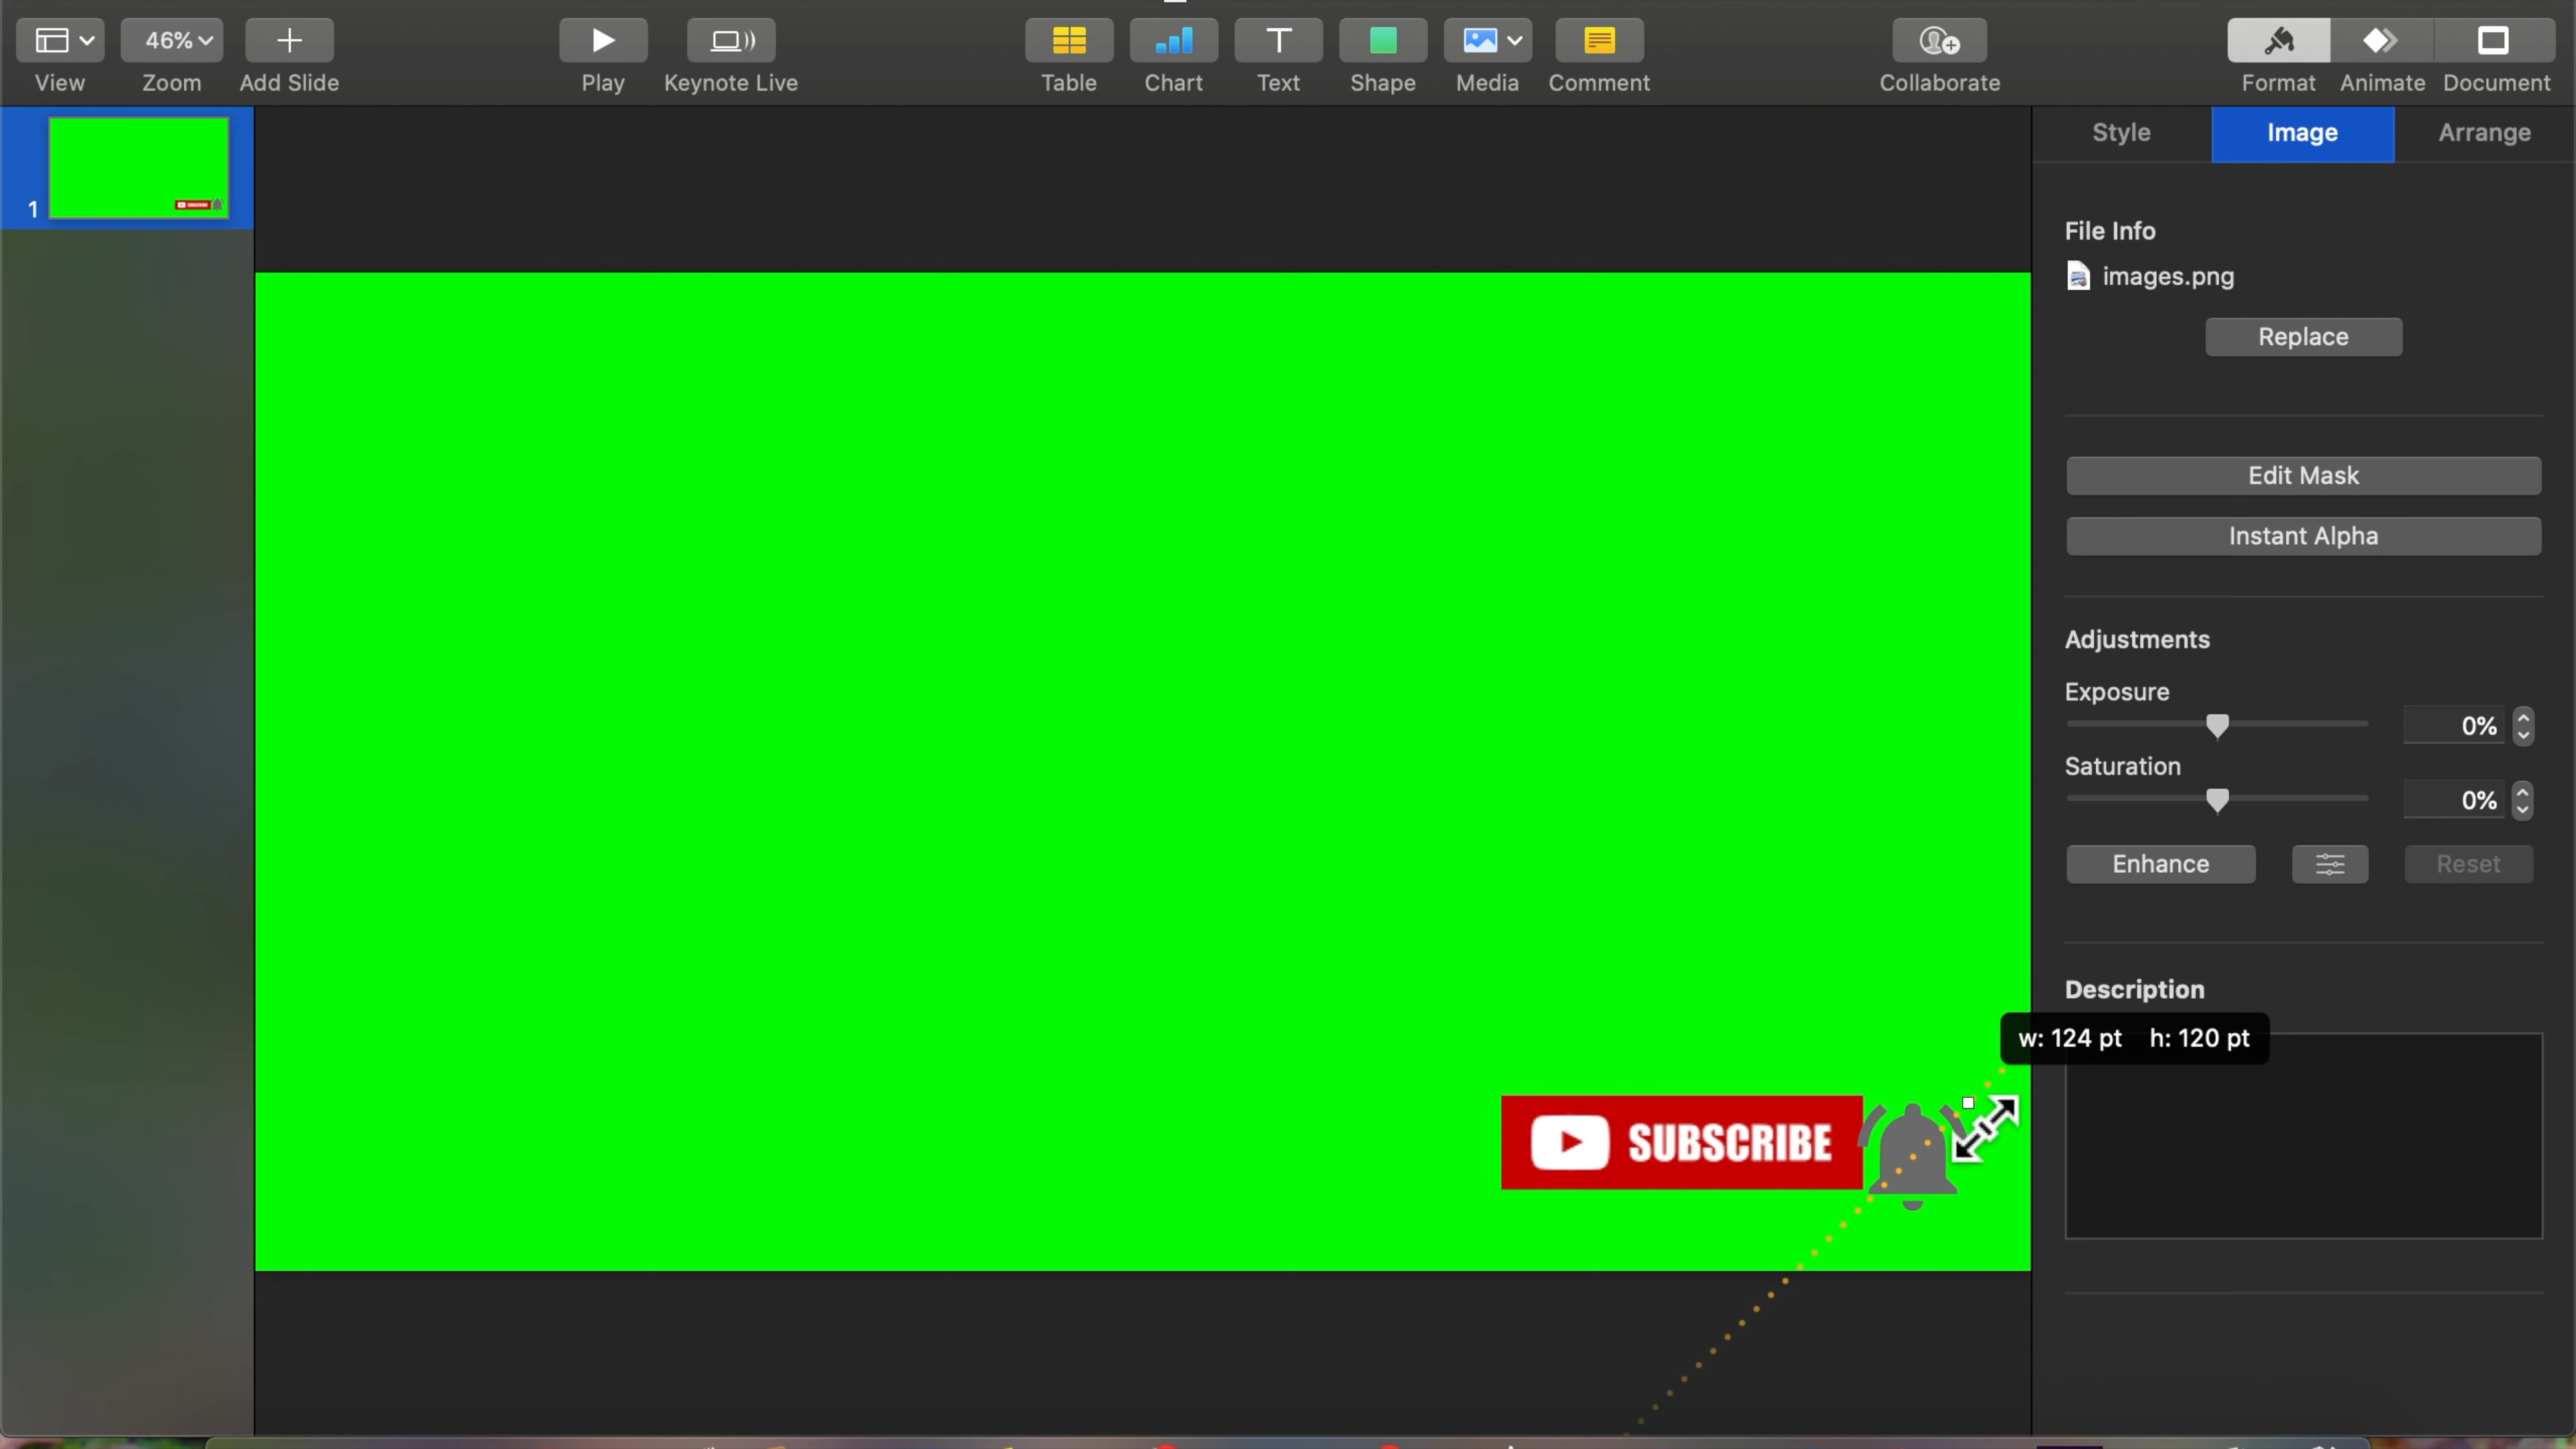 46%
View Zoom Add Slide Play Keynote Live Table Chart Text Shape Media Comment Collaborate Format Animate Document
Style Image Arrange
1
File Info
images.png
Replace
Edit Mask
Instant Alpha
Adjustments
Exposure
0%
Saturation
0%
Enhance Reset
Description
w: 124 pt h: 120 pt
SUBSCRIBE